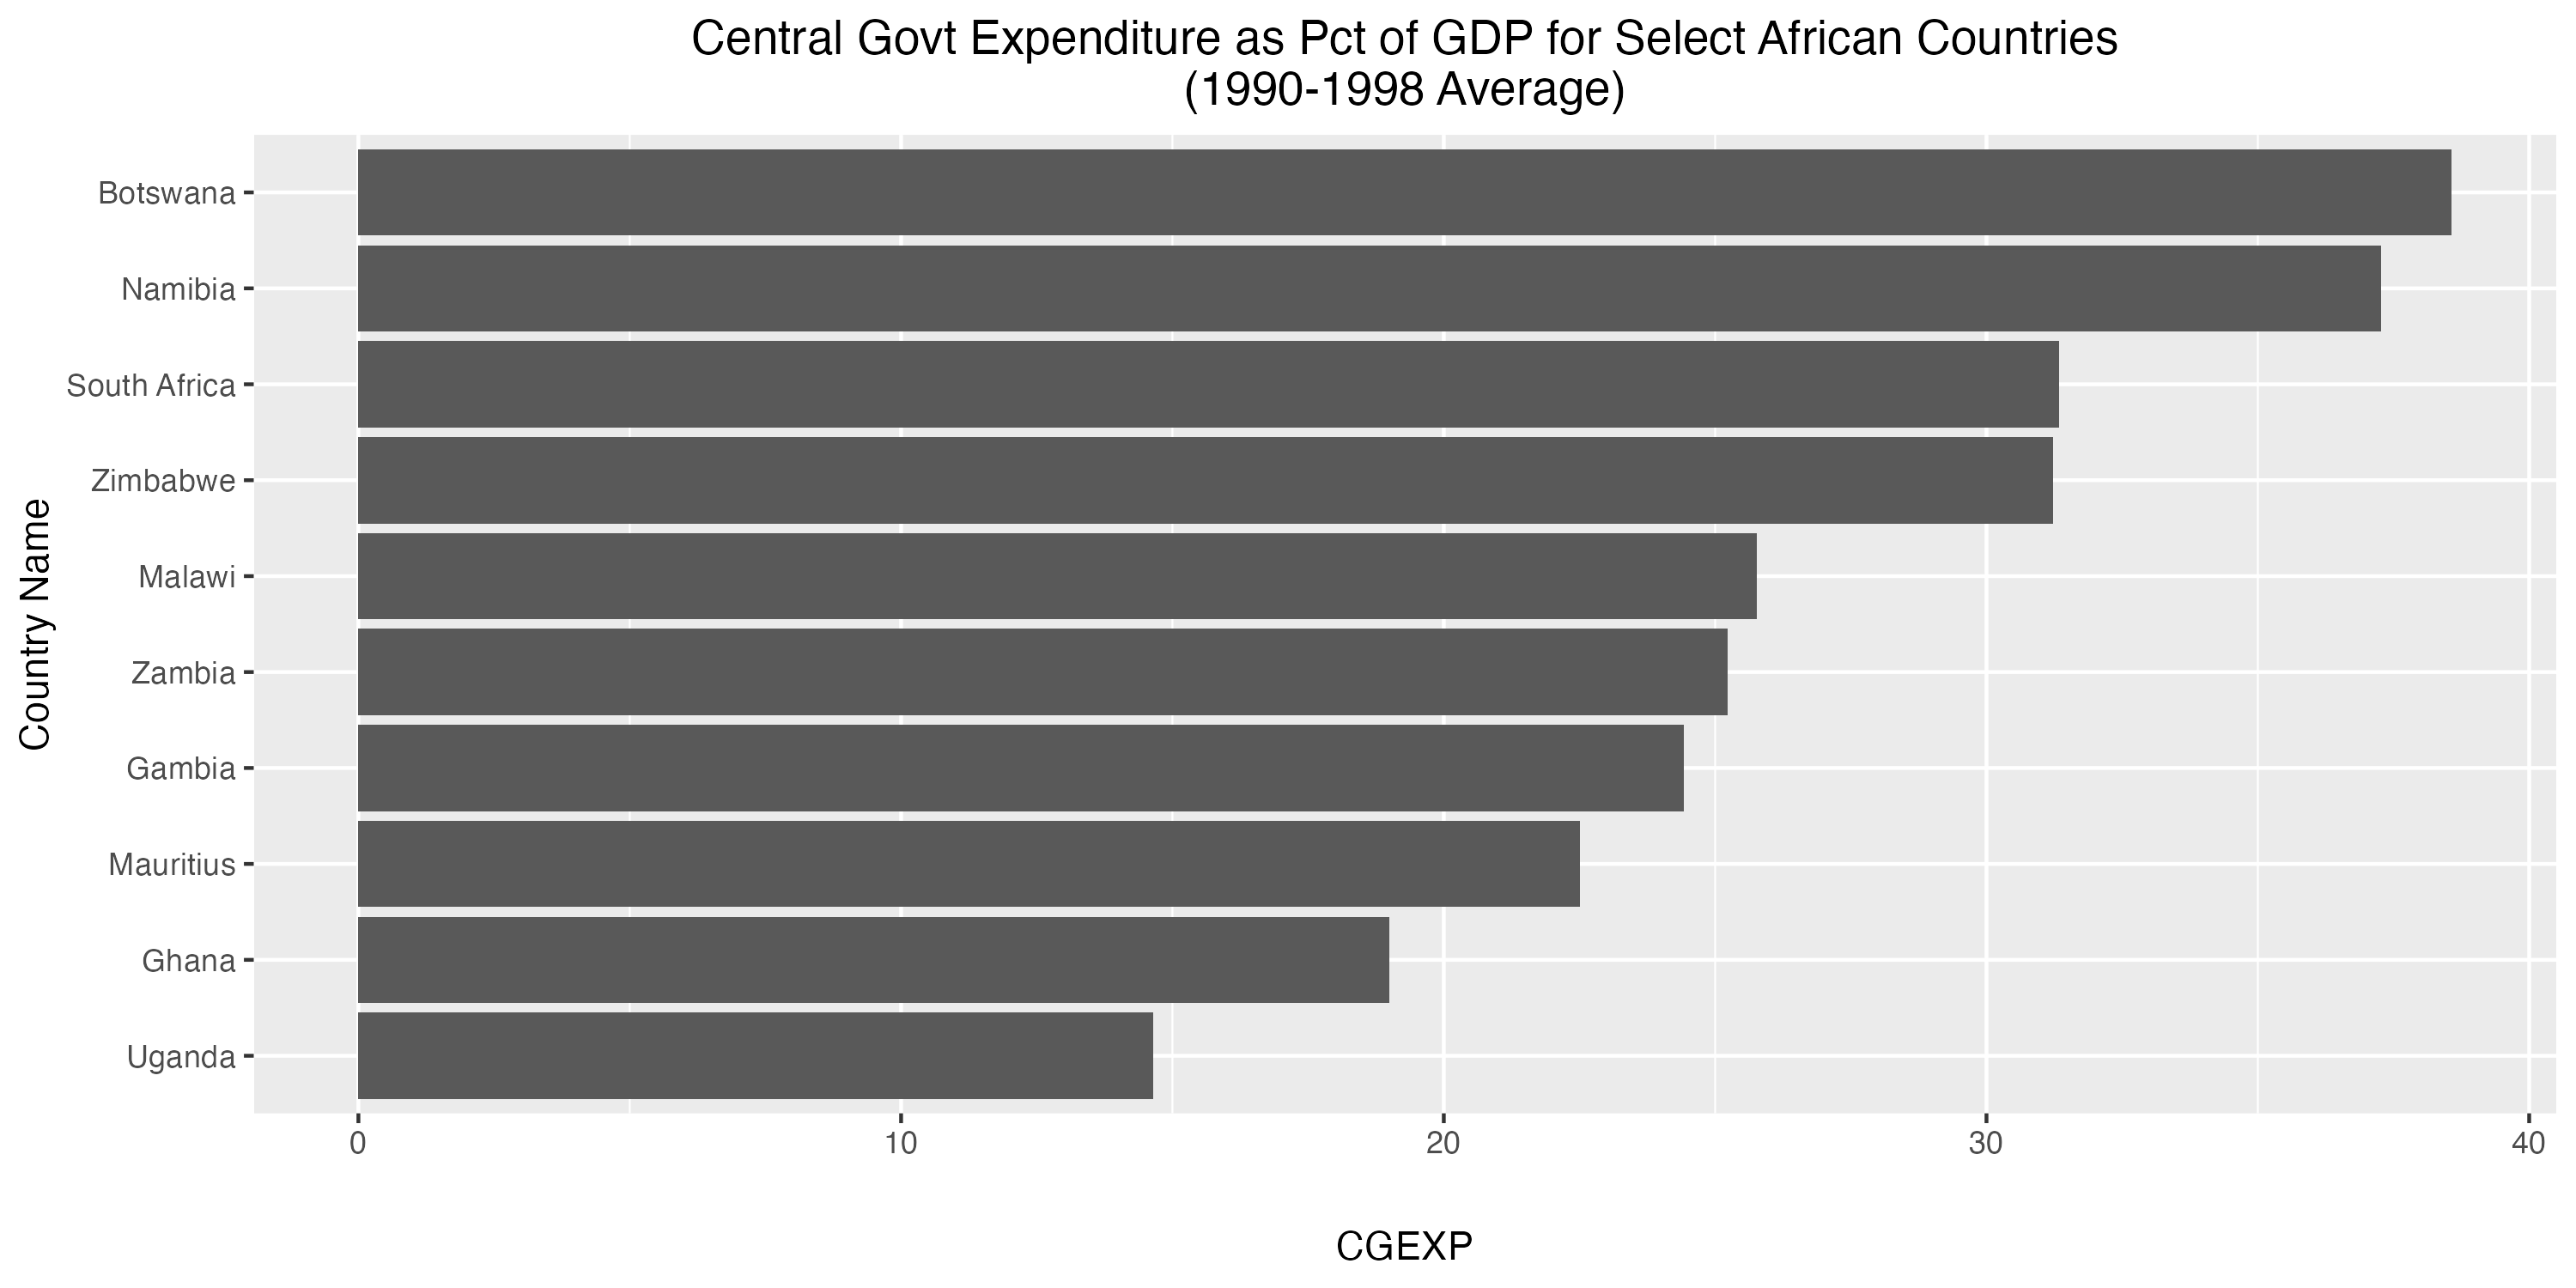 Central Govt Expenditure as Pct of GDP for Select African Countries
(1990-1998 Average)
Country Name
Botswana
Namibia
South Africa
Zimbabwe
Malawi
Zambia
Gambia
Mauritius
Ghana
Uganda
0 10 20 30 40
CGEXP